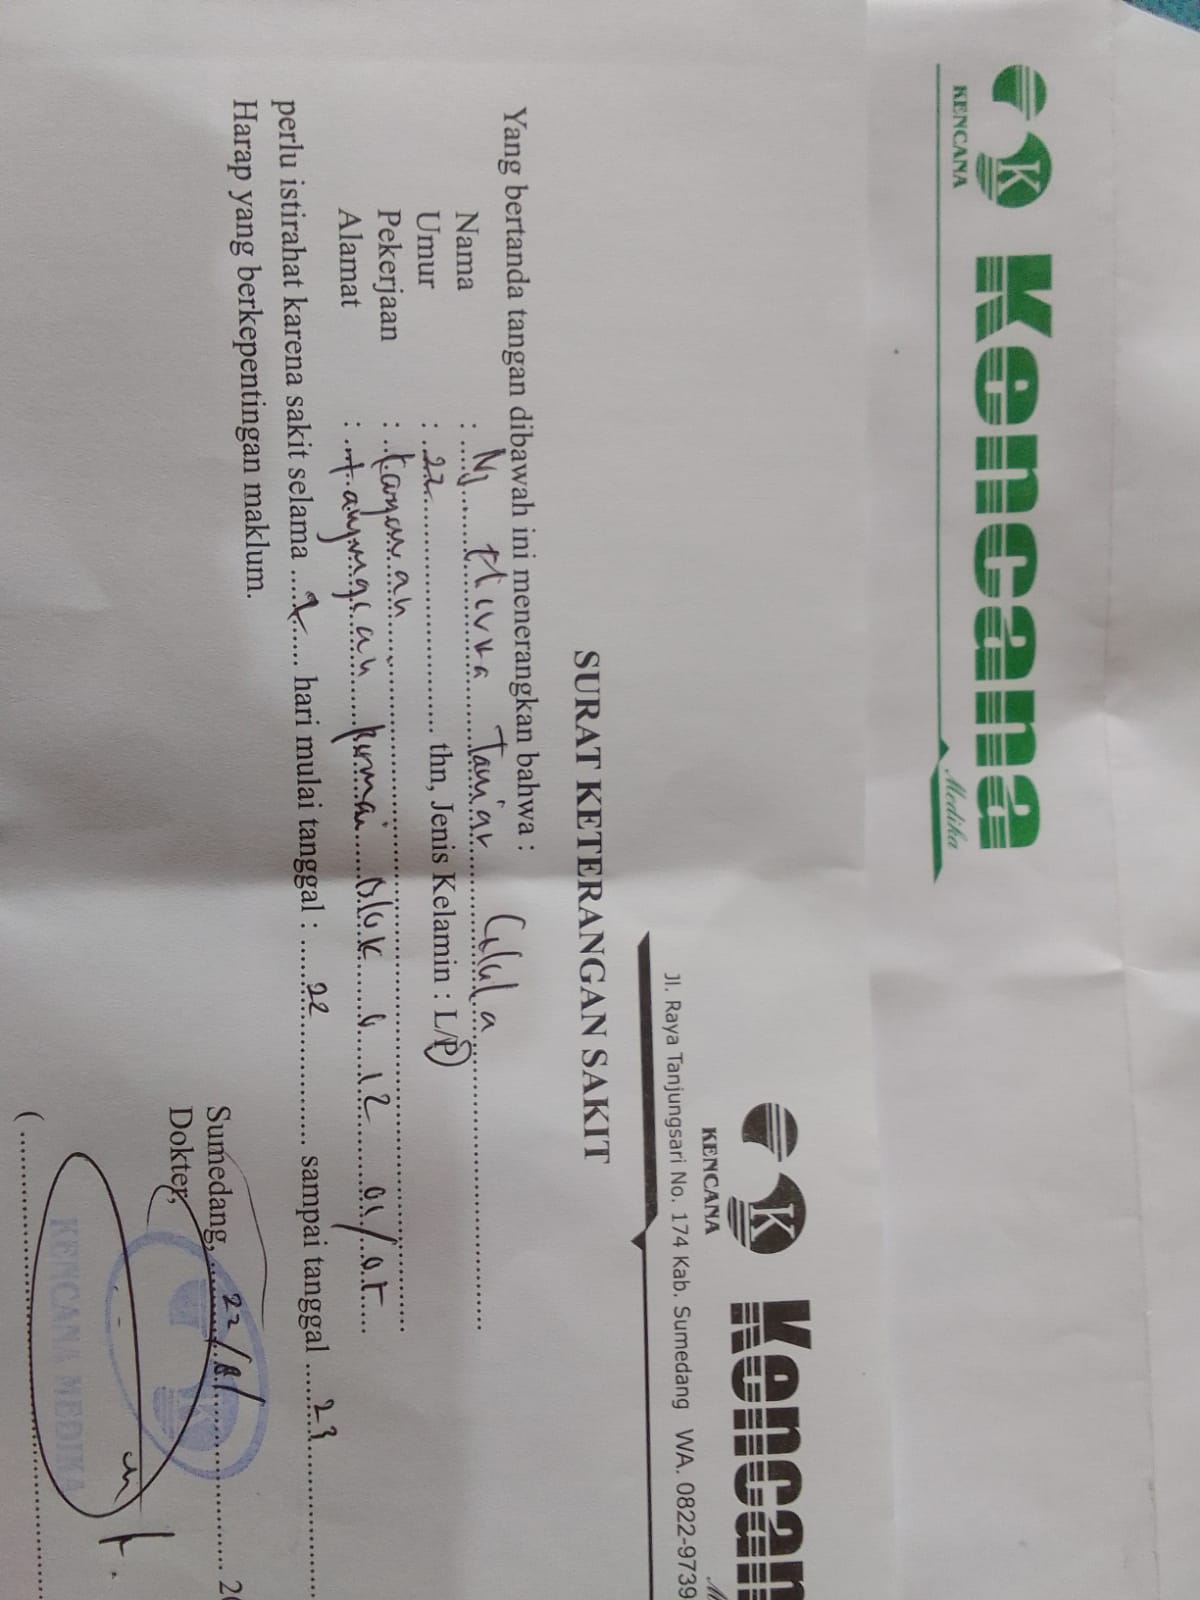 Kencana
KENCANA
Medika
K
Kencan
KENCANA
K
Jl. Raya Tanjungsari No. 174 Kab. Sumedang WA. 0822-9739
SURAT KETERANGAN SAKIT
Yang bertanda tangan dibawah ini menerangkan bahwa :
Nama :
Umur : 22 thn, Jenis Kelamin : L/P
Pekerjaan : karyawan
Alamat : permai Blok 12
perlu istirahat karena sakit selama 2 hari mulai tanggal : 22 sampai tanggal 23
Harap yang berkepentingan maklum.
Sumedang, 22/ 20
Dokter,
KENCANA MEDIKA
(